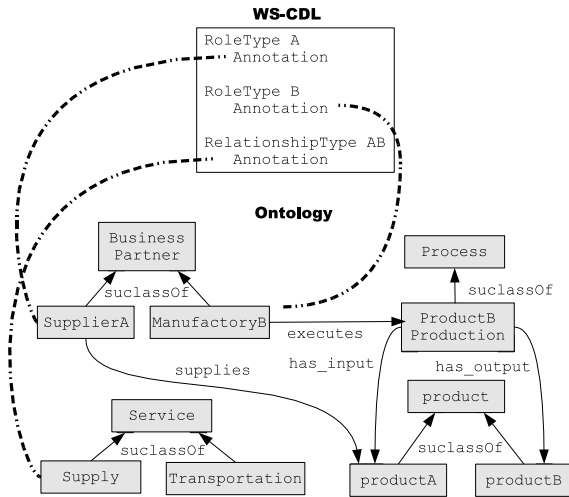 WS-CDL
RoleType A
Annotation
RoleType B
Annotation
RelationshipType AB
Annotation
Ontology
Business
Partner
Process
suclassOf
suclassOf
SupplierA
ManufactoryB
executes
ProductB
Production
supplies
has_input
has_output
Service
product
suclassOf
suclassOf
Supply
Transportation
productA
productB